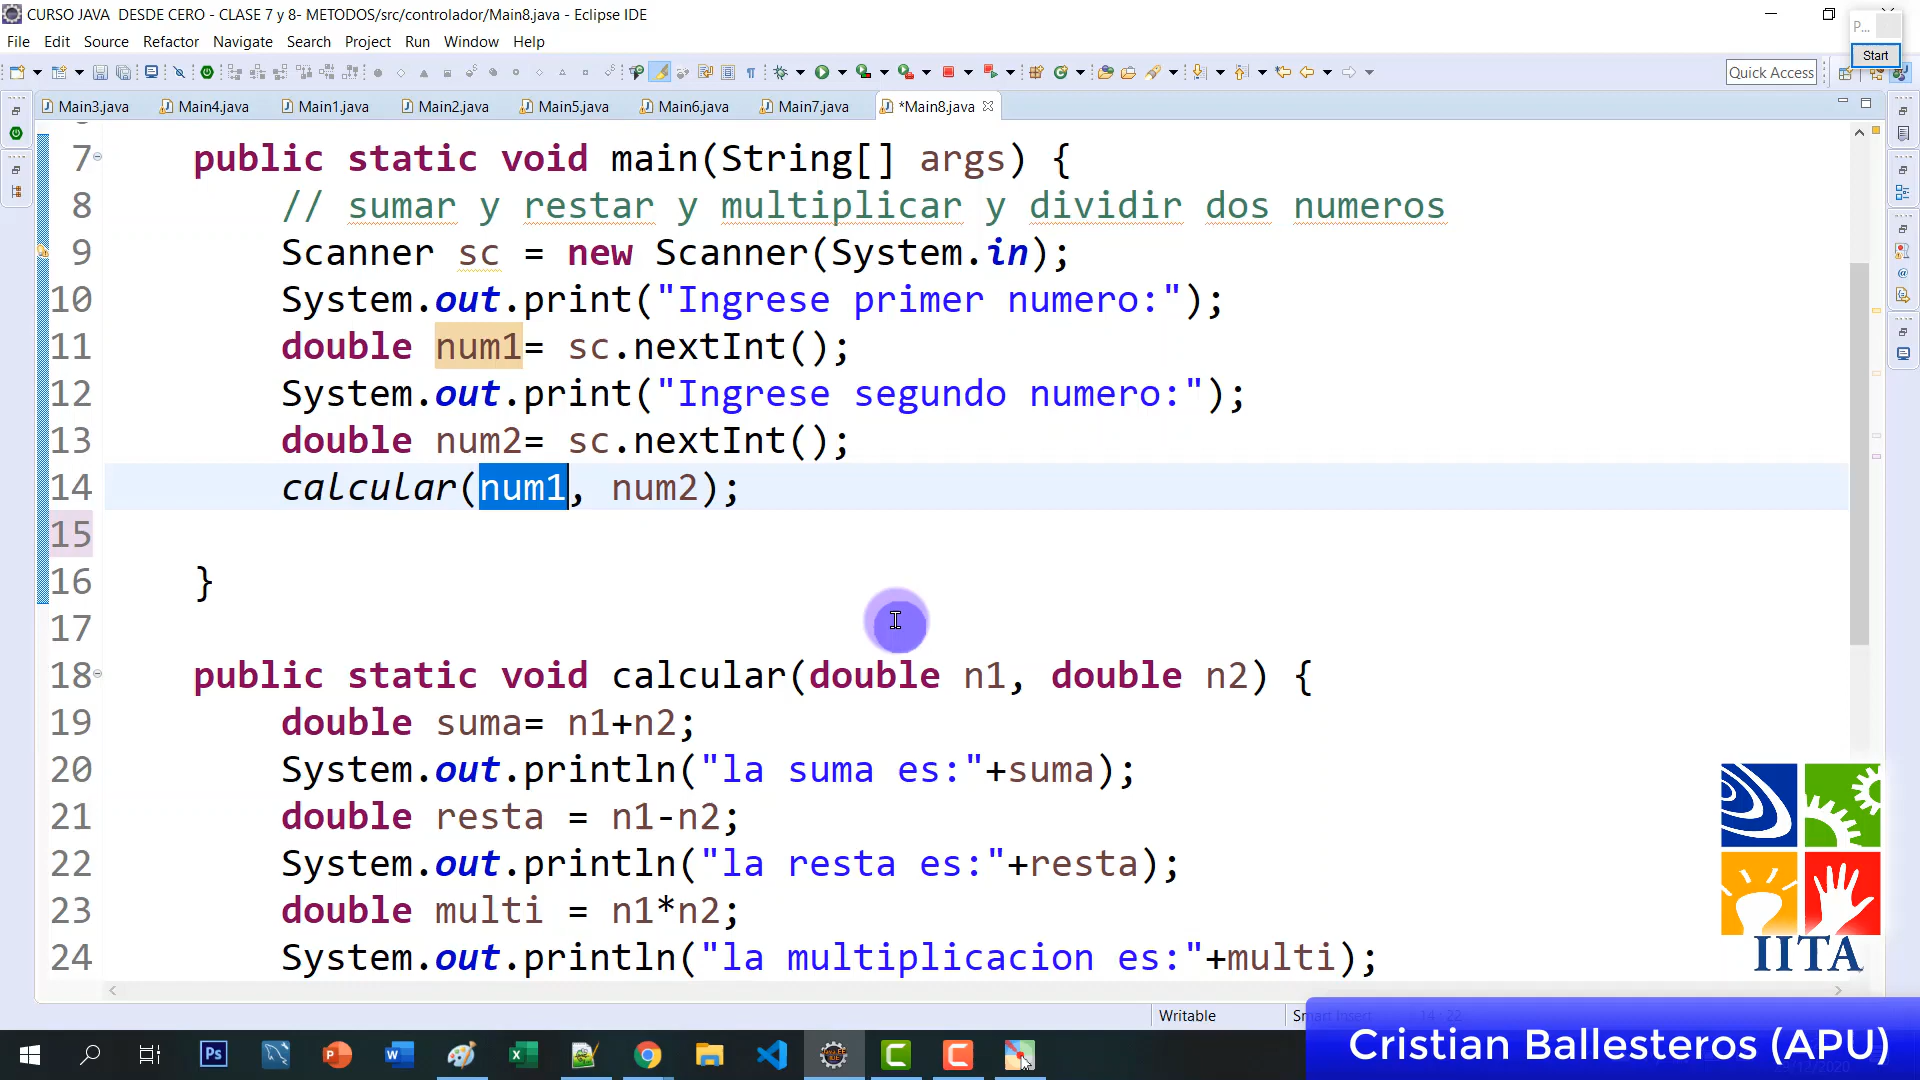 CURSO JAVA DESDE CERO - CLASE 7 y 8- METODOS/src/controlador/Main8.java - Eclipse IDE
P...
File Edit Source Refactor Navigate Search Project Run Window Help
Start
Quick Access
Main3.java Main4.java Main1.java Main2.java Main5.java Main6.java Main7.java *Main8.java
7 public static void main(String[] args) {
8 // sumar y restar y multiplicar y dividir dos numeros
9 Scanner sc = new Scanner(System.in);
10 System.out.print("Ingrese primer numero:");
11 double num1= sc.nextInt();
12 System.out.print("Ingrese segundo numero:");
13 double num2= sc.nextInt();
14 calcular(num1, num2);
15
16 }
17
18 public static void calcular(double n1, double n2) {
19 double suma= n1+n2;
20 System.out.println("la suma es:"+suma);
21 double resta = n1-n2;
22 System.out.println("la resta es:"+resta);
23 double multi = n1*n2;
24 System.out.println("la multiplicacion es:"+multi);
IITA
Writable Smart Insert 14 : 22
Cristian Ballesteros (APU)